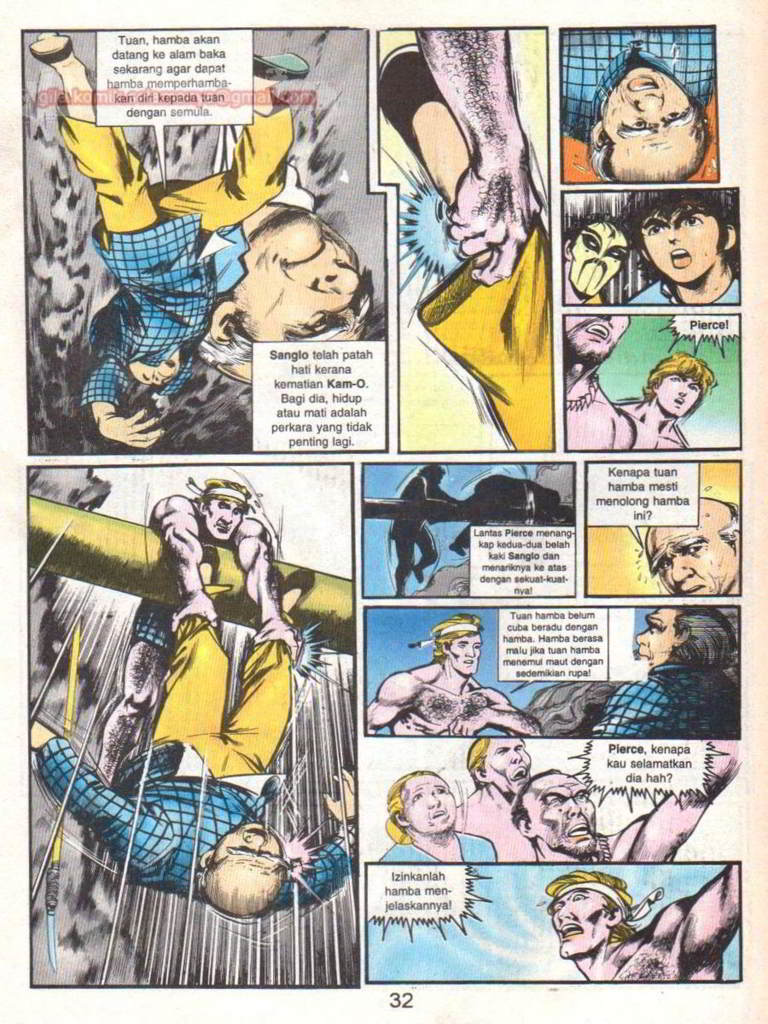 Tuan, hamba akan
datang ke alam baka
sekarang agar dapat
hamba memperhamba-
kan diri kepada tuan
dengan semula.
Sanglo telah patah
hati kerana
kematian Kam-O.
Bagi dia, hidup
atau mati adalah
perkara yang tidak
penting lagi.
Pierce!
Lantas Pierce menang-
kap kedua-dua belah
kaki Sanglo dan
menariknya ke atas
dengan sekuat-kuat-
nya!
Kenapa tuan
hamba mesti
menolong hamba
ini?
Tuan hamba belum
cuba beradu dengan
hamba. Hamba berasa
malu jika tuan hamba
menemui maut dengan
sedemikian rupa!
Pierce, kenapa
kau selamatkan
dia hah?
Izinkanlah
hamba men-
jelaskannya!
32